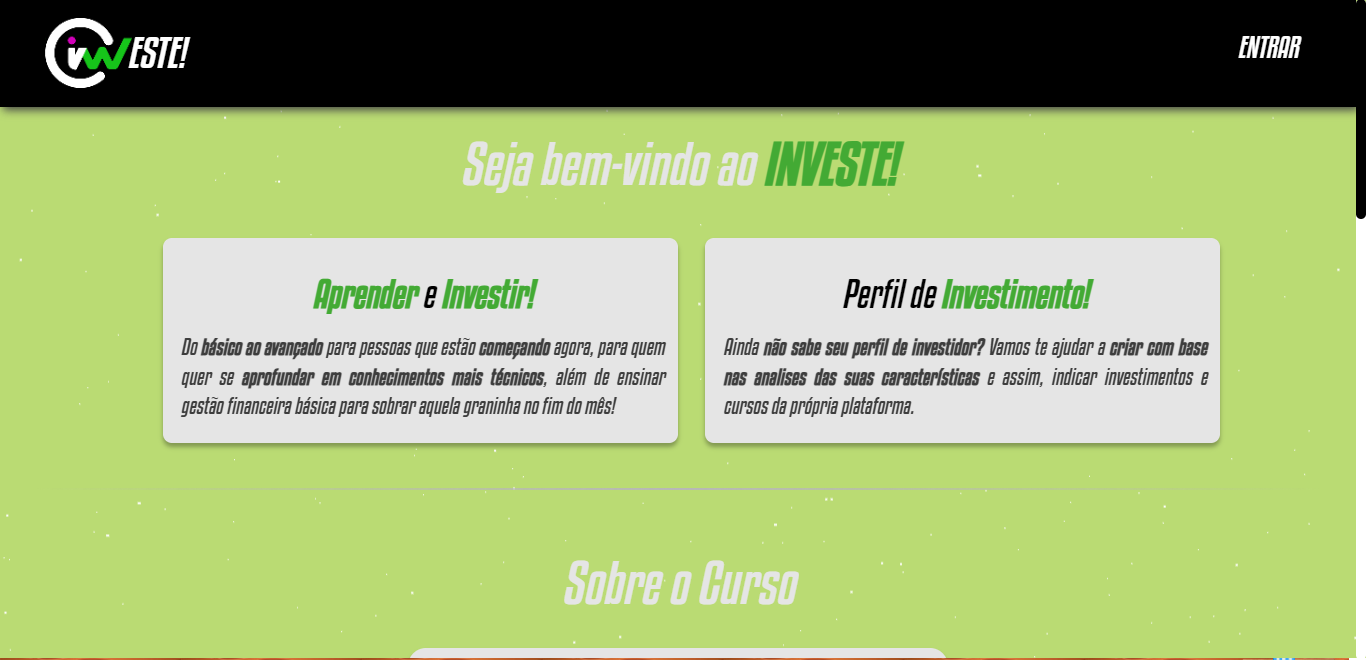 iWESTE!
ENTRAR
Seja bem-vindo ao INVESTE!
Aprender e Investir!
Do básico ao avançado para pessoas que estão começando agora, para quem
quer se aprofundar em conhecimentos mais técnicos, além de ensinar
gestão financeira básica para sobrar aquela graninha no fim do mês!
Perfil de Investimento!
Ainda não sabe seu perfil de investidor? Vamos te ajudar a criar com base
nas analises das suas características e assim, indicar investimentos e
cursos da própria plataforma.
Sobre o Curso